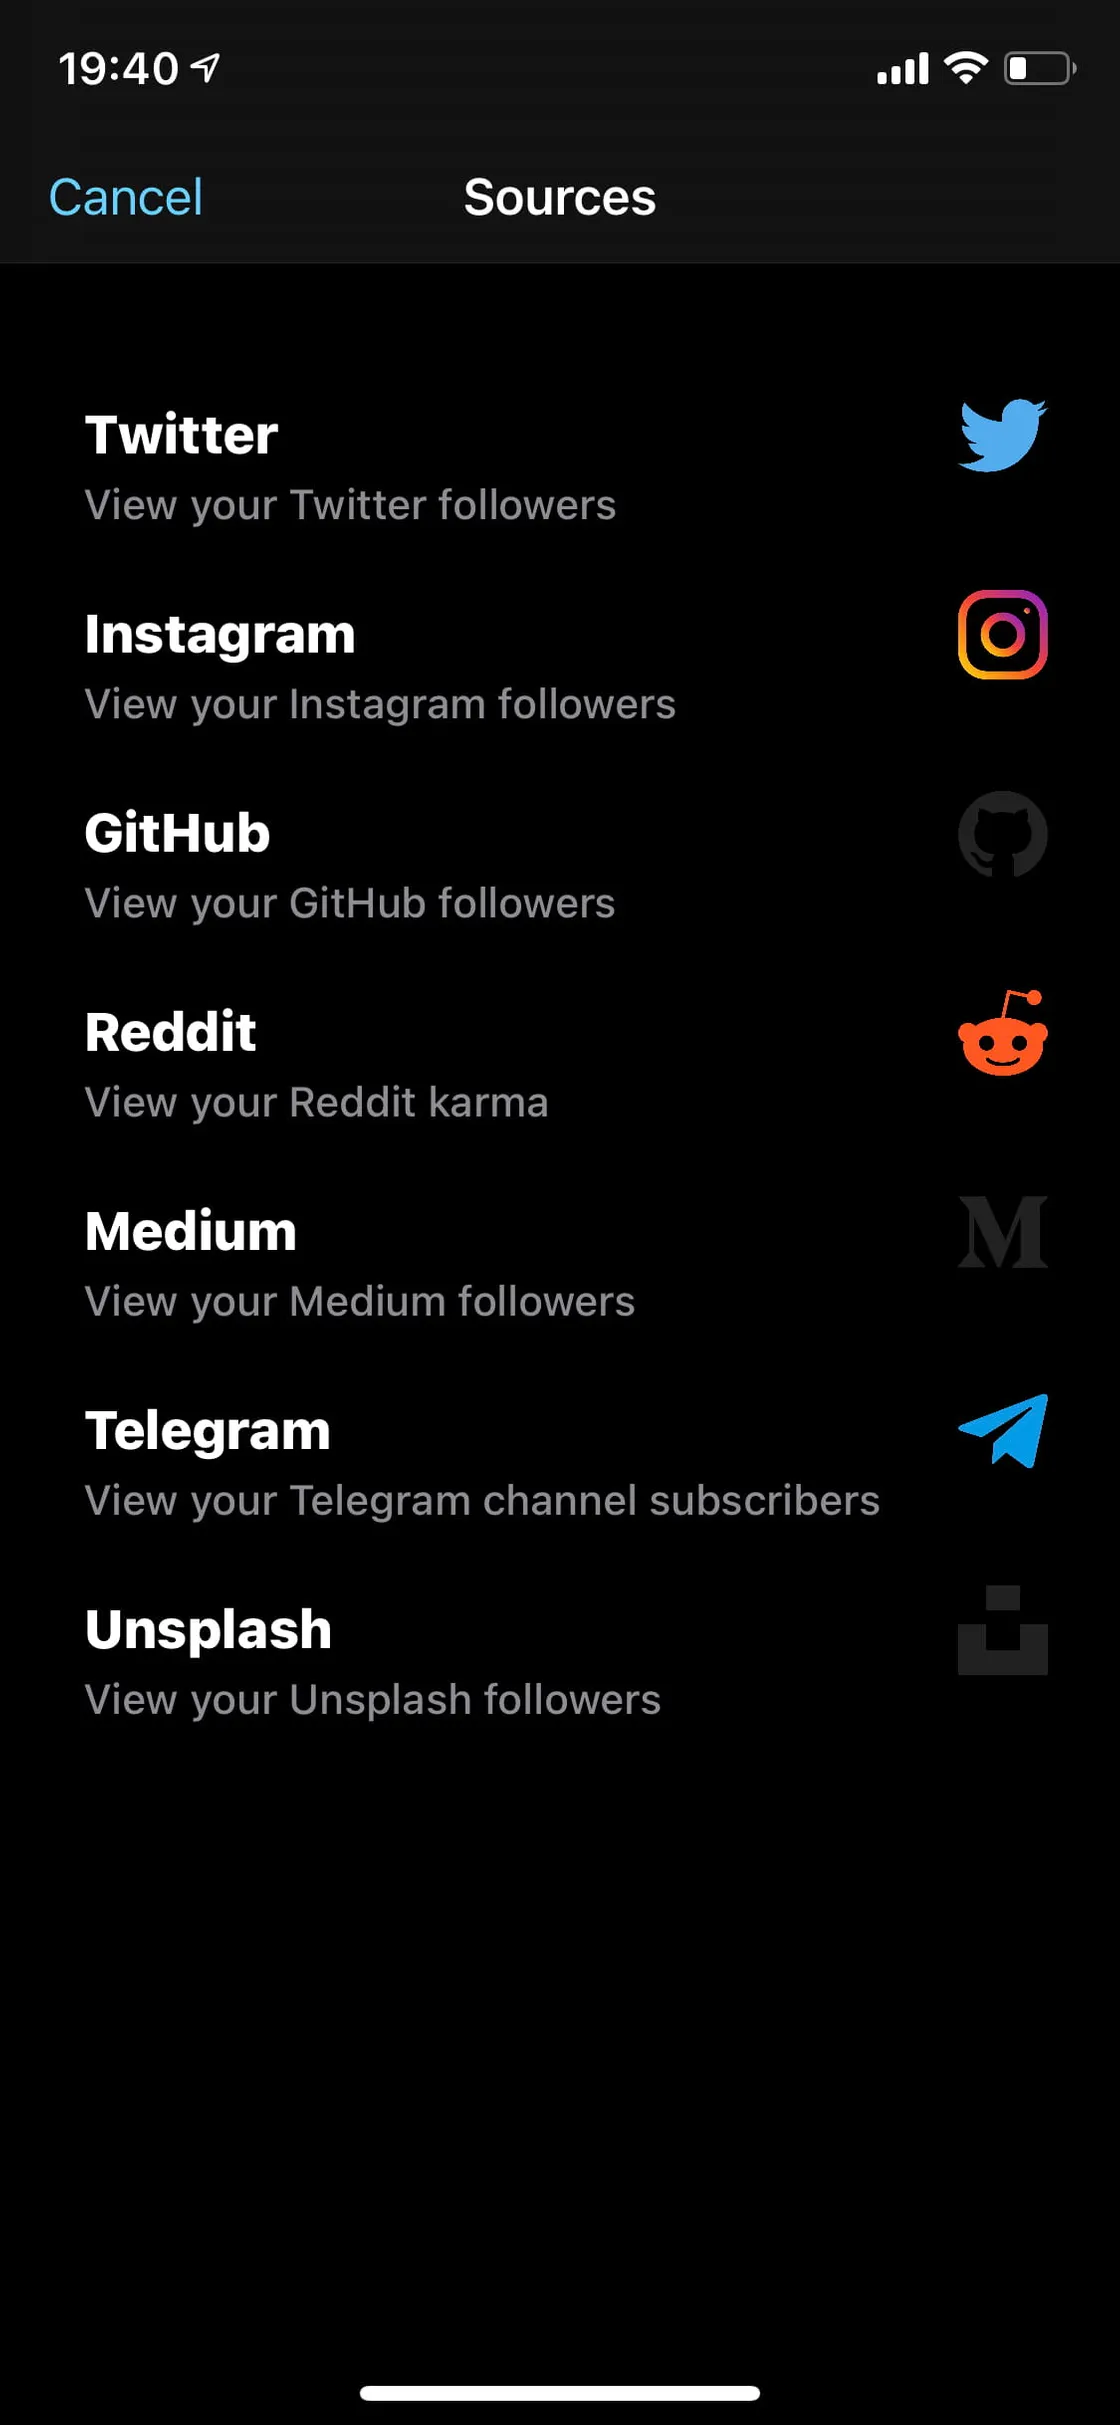 19:40
Cancel
Sources
Twitter
View your Twitter followers
Instagram
View your Instagram followers
GitHub
View your GitHub followers
Reddit
View your Reddit karma
Medium
View your Medium followers
Telegram
View your Telegram channel subscribers
Unsplash
View your Unsplash followers